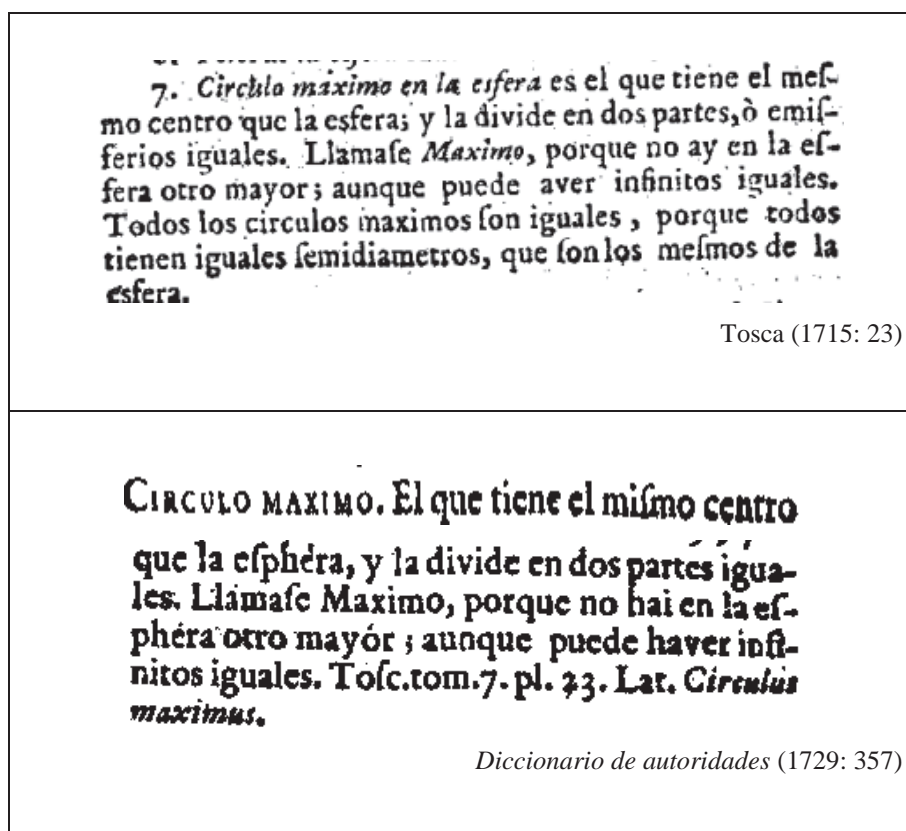 7. Circulo maximo en la esfera es el que tiene el meſ-
mo centro que la esfera; y la divide en dos partes, ò emiſ-
ferios iguales. Llamaſe Maximo, porque no ay en la eſ-
fera otro mayor; aunque puede aver infinitos iguales.
Todos los circulos maximos ſon iguales, porque todos
tienen iguales ſemidiametros, que ſon los meſmos de la
esfera.
Tosca (1715: 23)
CIRCULO MAXIMO. El que tiene el miſmo centro
que la eſphéra, y la divide en dos partes igua-
les. Llámaſe Maximo, porque no hai en la eſ-
phéra otro mayór; aunque puede haver infi-
nitos iguales. Toſc. tom. 7. pl. 23. Lat. Circulus
maximus.
Diccionario de autoridades (1729: 357)